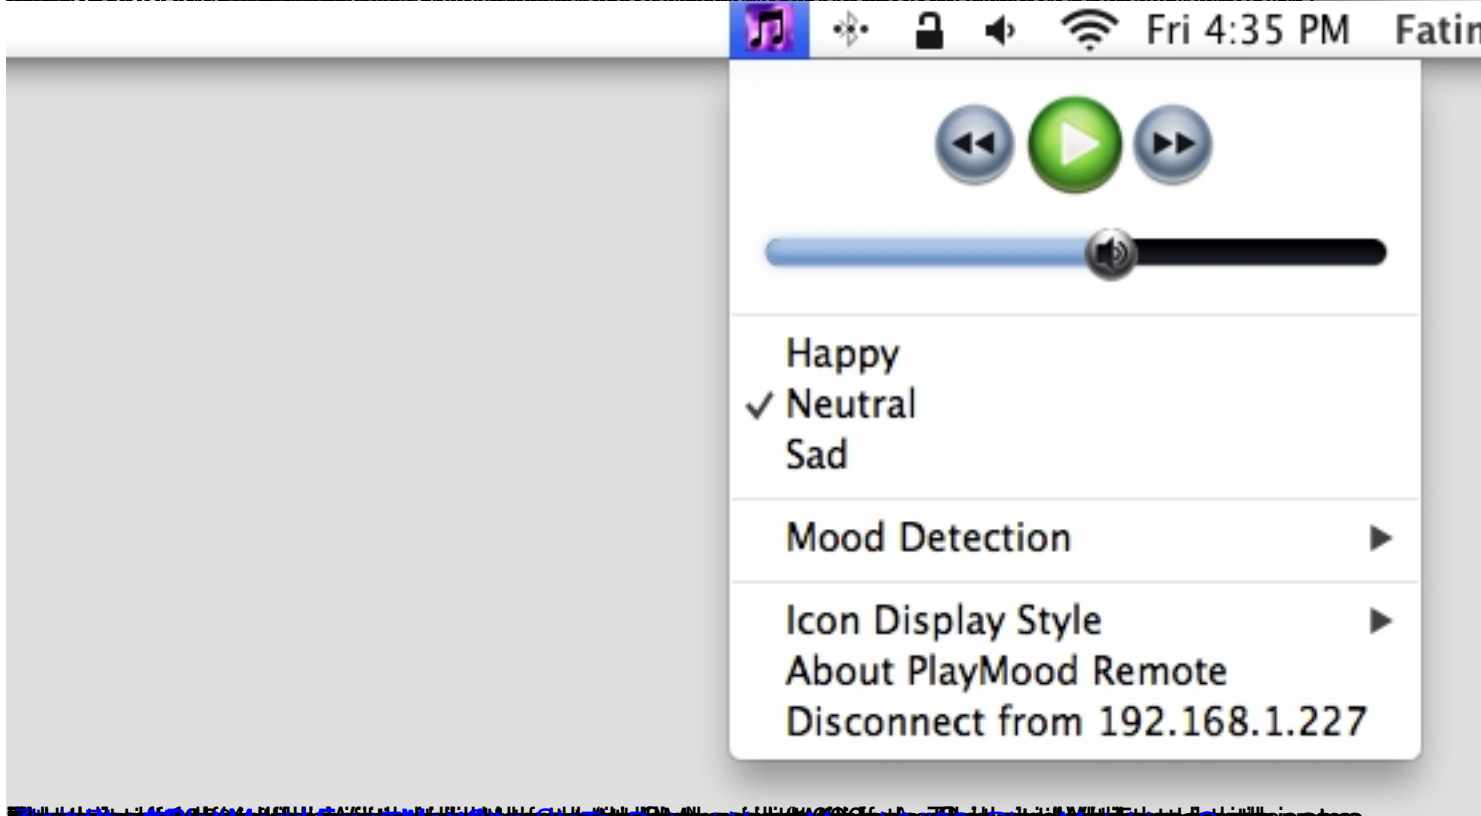 Fri 4:35 PM Fatin
Happy
Neutral
Sad
Mood Detection
Icon Display Style
About PlayMood Remote
Disconnect from 192.168.1.227